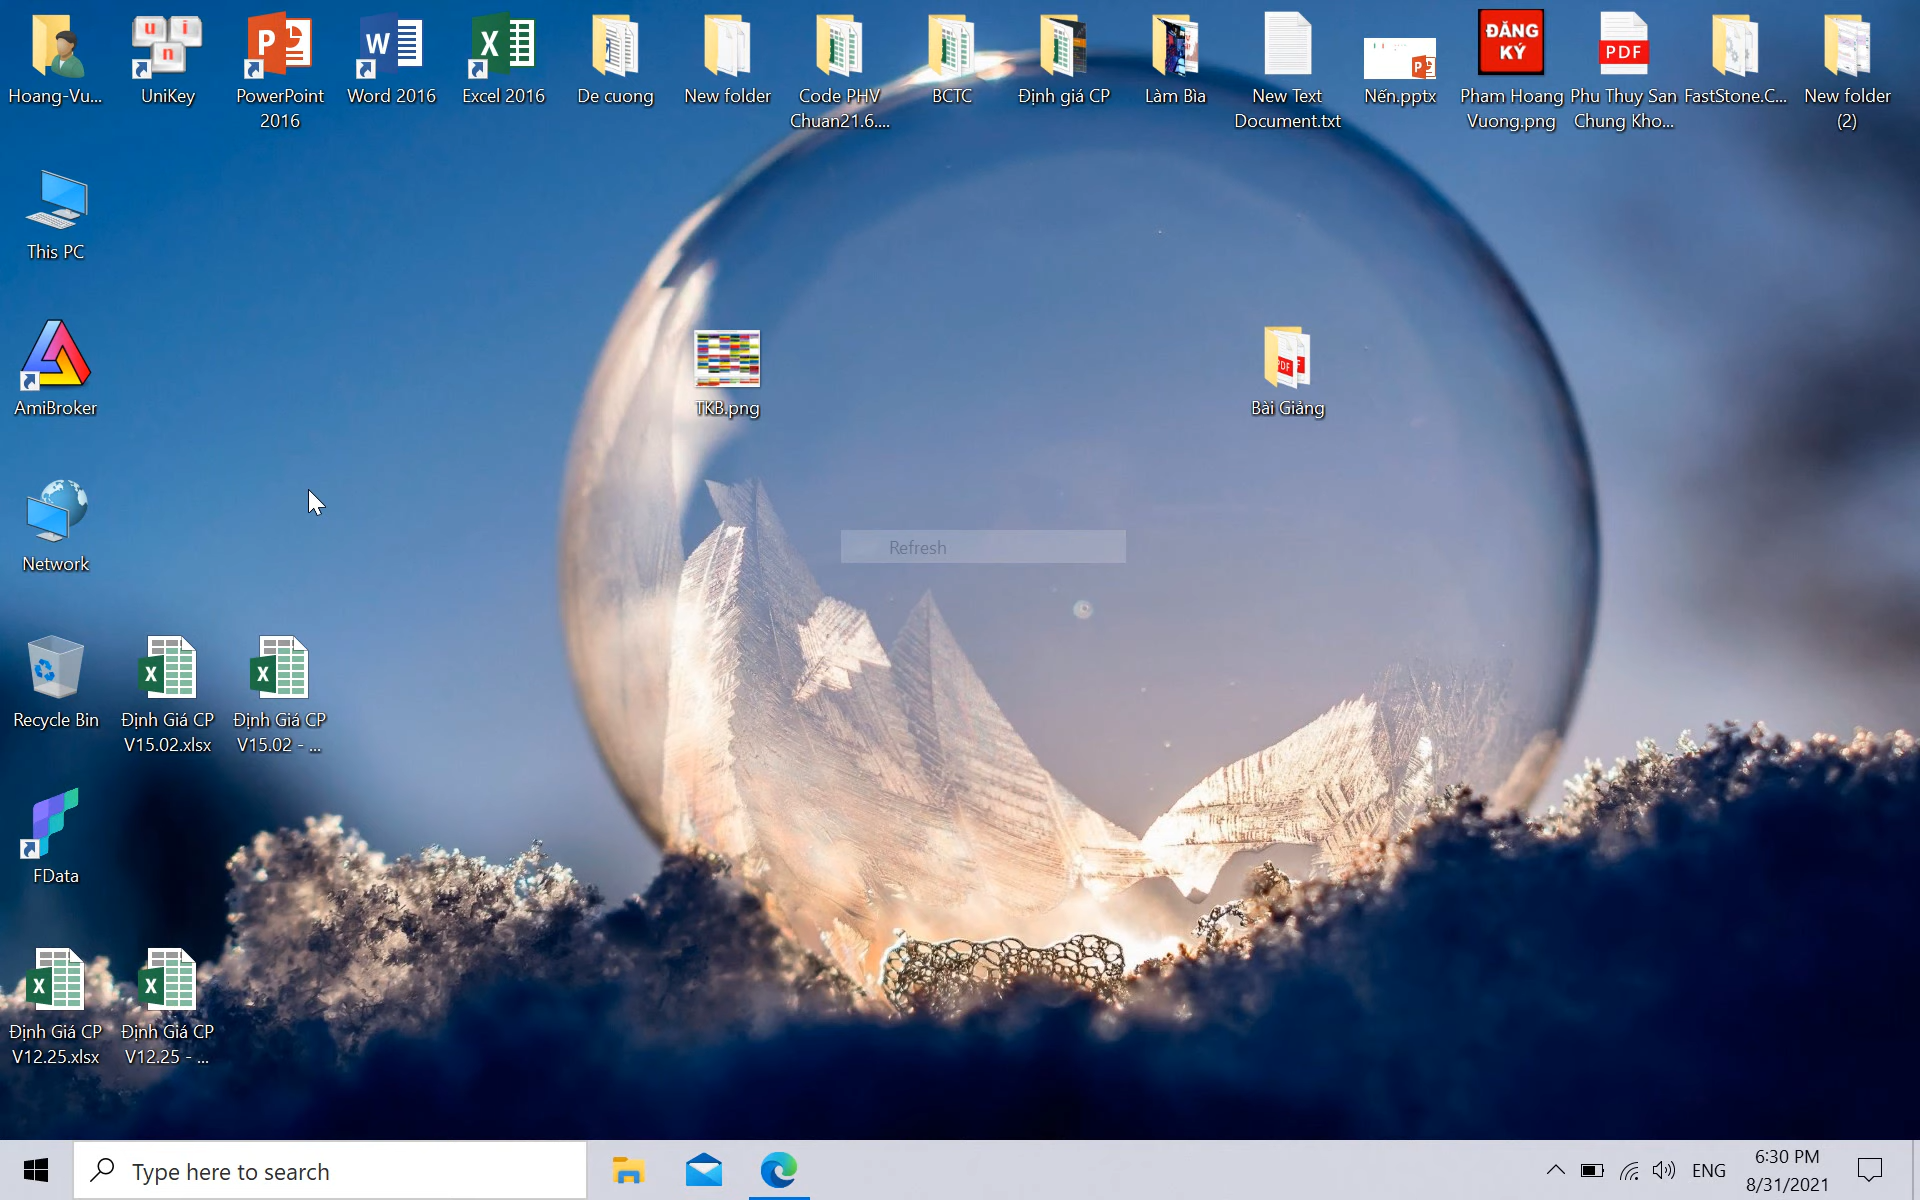 Hoang-Vu...
UniKey
PowerPoint
2016
Word 2016
Excel 2016
De cuong
New folder
Code PHV
Chuan21.6....
BCTC
Định giá CP
Làm Bìa
New Text
Document.txt
Nến.pptx
ĐĂNG
KÝ
Pham Hoang
Vuong.png
PDF
Phu Thuy San
Chung Kho...
FastStone.C...
New folder
(2)
This PC
AmiBroker
TKB.png
PDF
Bài Giảng
Network
Refresh
Recycle Bin
Định Giá CP
V15.02.xlsx
Định Giá CP
V15.02 - ...
FData
Định Giá CP
V12.25.xlsx
Định Giá CP
V12.25 - ...
Type here to search
ENG
6:30 PM
8/31/2021